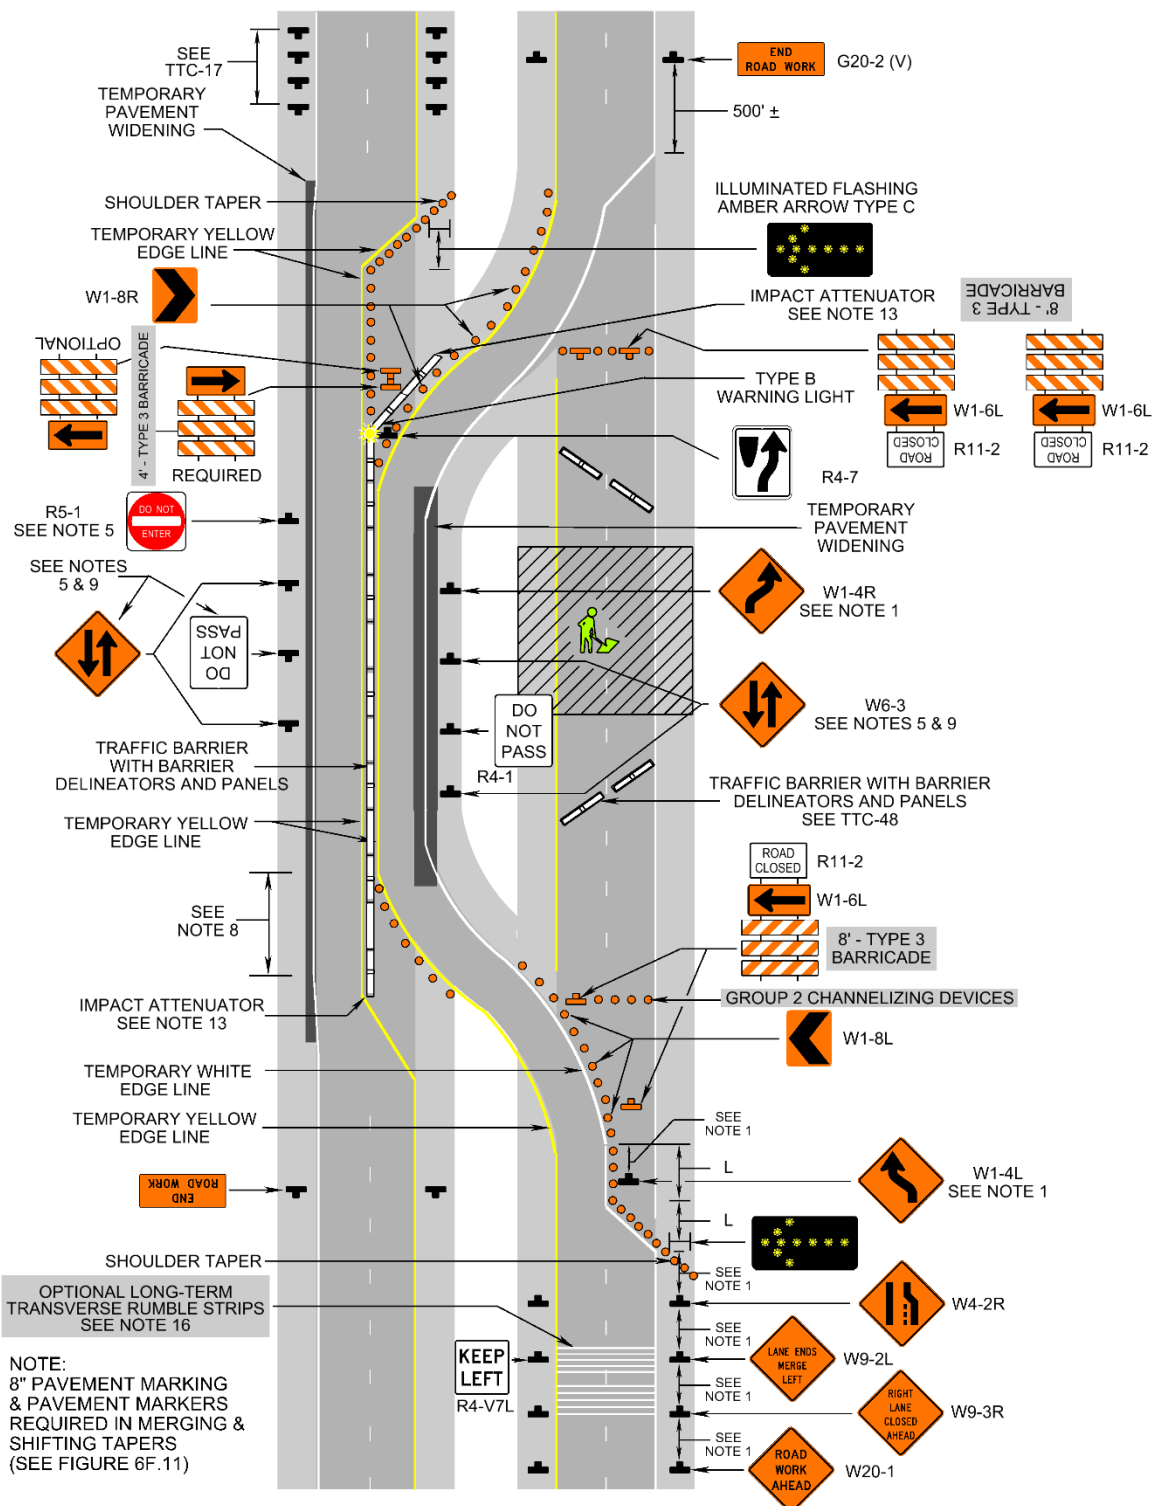 SEE
TTC-17
END
ROAD WORK
G20-2 (V)
TEMPORARY
PAVEMENT
WIDENING
500' ±
SHOULDER TAPER
ILLUMINATED FLASHING
AMBER ARROW TYPE C
TEMPORARY YELLOW
EDGE LINE
W1-8R
IMPACT ATTENUATOR
SEE NOTE 13
8' - TYPE 3
BARRICADE
OPTIONAL
4' - TYPE 3 BARRICADE
REQUIRED
TYPE B
WARNING LIGHT
W1-6L
W1-6L
ROAD
CLOSED
R11-2
ROAD
CLOSED
R11-2
R4-7
R5-1
SEE NOTE 5
DO NOT
ENTER
TEMPORARY
PAVEMENT
WIDENING
SEE NOTES
5 & 9
DO
NOT
PASS
W1-4R
SEE NOTE 1
DO
NOT
PASS
R4-1
W6-3
SEE NOTES 5 & 9
TRAFFIC BARRIER
WITH BARRIER
DELINEATORS AND PANELS
TRAFFIC BARRIER WITH BARRIER
DELINEATORS AND PANELS
SEE TTC-48
TEMPORARY YELLOW
EDGE LINE
ROAD
CLOSED
R11-2
W1-6L
SEE
NOTE 8
8' - TYPE 3
BARRICADE
GROUP 2 CHANNELIZING DEVICES
IMPACT ATTENUATOR
SEE NOTE 13
W1-8L
TEMPORARY WHITE
EDGE LINE
TEMPORARY YELLOW
EDGE LINE
SEE
NOTE 1
L
W1-4L
SEE NOTE 1
END
ROAD WORK
L
SHOULDER TAPER
SEE
NOTE 1
OPTIONAL LONG-TERM
TRANSVERSE RUMBLE STRIPS
SEE NOTE 16
W4-2R
SEE
NOTE 1
KEEP
LEFT
R4-V7L
LANE ENDS
MERGE
LEFT
W9-2L
SEE
NOTE 1
RIGHT
LANE
CLOSED
AHEAD
W9-3R
SEE
NOTE 1
ROAD
WORK
AHEAD
W20-1
NOTE:
8" PAVEMENT MARKING
& PAVEMENT MARKERS
REQUIRED IN MERGING &
SHIFTING TAPERS
(SEE FIGURE 6F.11)